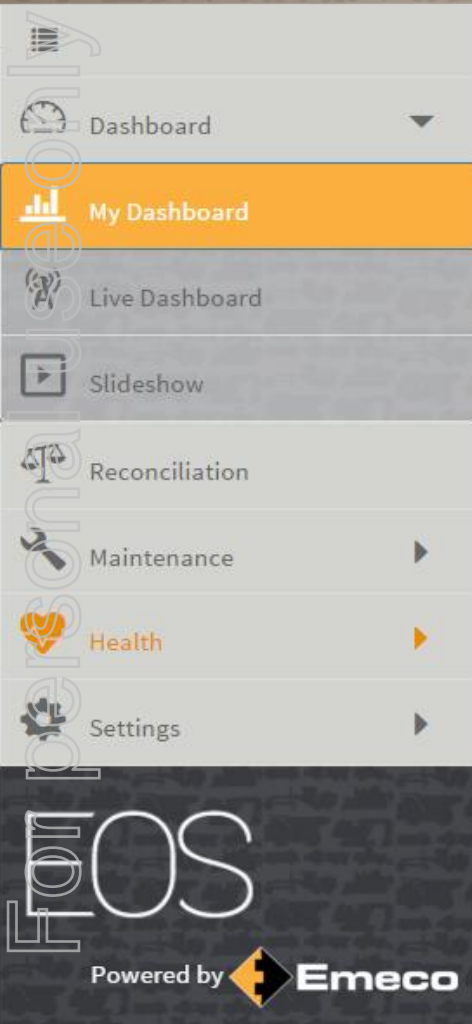 Dashboard
My Dashboard
Live Dashboard
Slideshow
Reconciliation
Maintenance
Health
Settings
EOS
Powered by Emeco
For personal use only